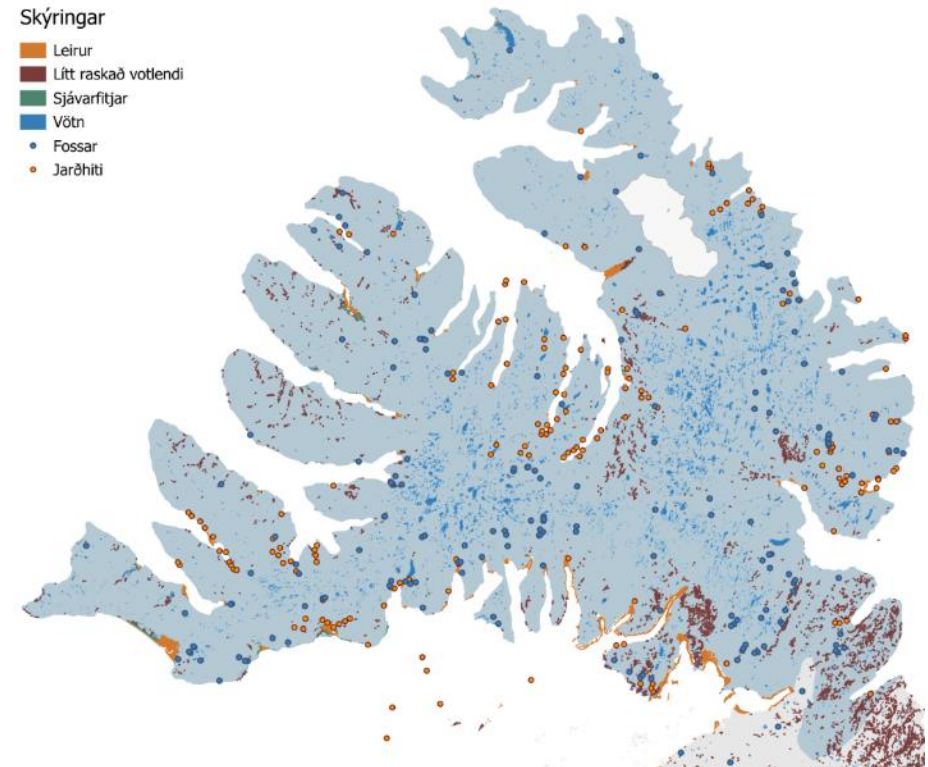 Skýringar
Leirur
Lítt raskað votlendi
Sjávarfitjar
Vötn
Fossar
Jarðhiti